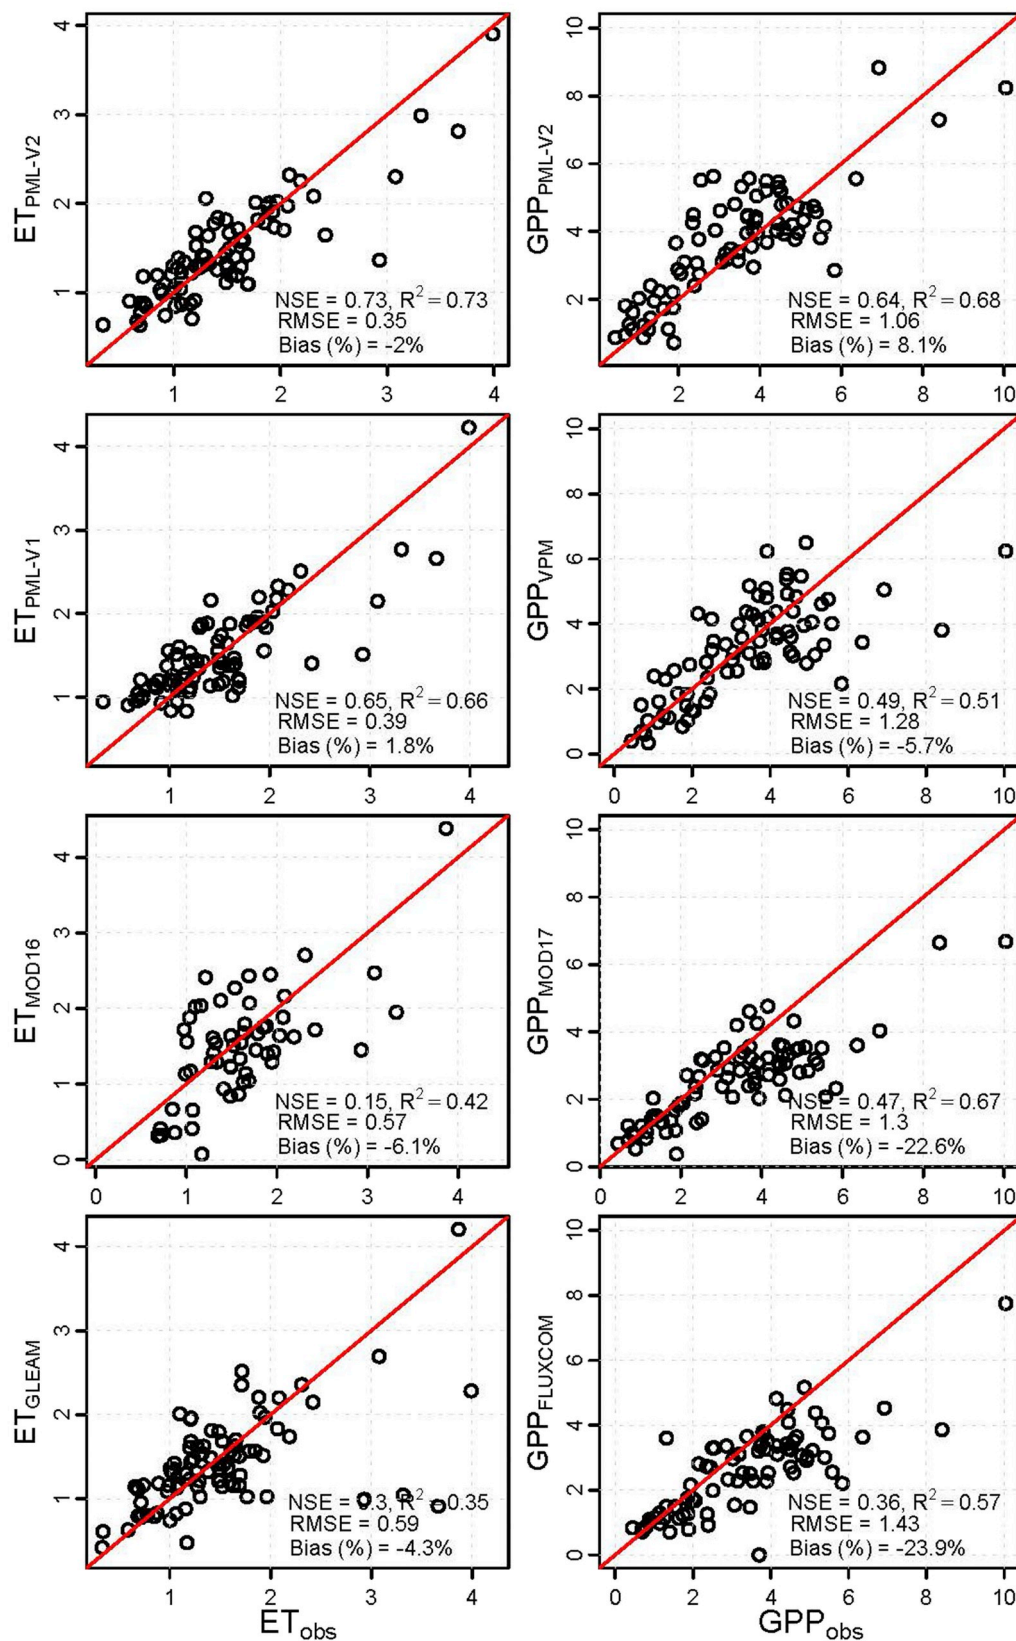 ET_PML-V2
4
3
2
1
NSE = 0.73, R² = 0.73
RMSE = 0.35
Bias (%) = -2%
1 2 3 4
GPP_PML-V2
10
8
6
4
2
NSE = 0.64, R² = 0.68
RMSE = 1.06
Bias (%) = 8.1%
2 4 6 8 10
ET_PML-V1
4
3
2
1
NSE = 0.65, R² = 0.66
RMSE = 0.39
Bias (%) = 1.8%
1 2 3 4
GPP_VPM
10
8
6
4
2
0
NSE = 0.49, R² = 0.51
RMSE = 1.28
Bias (%) = -5.7%
0 2 4 6 8 10
ET_MOD16
4
3
2
1
0
NSE = 0.15, R² = 0.42
RMSE = 0.57
Bias (%) = -6.1%
0 1 2 3 4
GPP_MOD17
10
8
6
4
2
0
NSE = 0.47, R² = 0.67
RMSE = 1.3
Bias (%) = -22.6%
0 2 4 6 8 10
ET_GLEAM
4
3
2
1
NSE = 0.3, R² = 0.35
RMSE = 0.59
Bias (%) = -4.3%
1 2 3 4
ET_obs
GPP_FLUXCOM
10
8
6
4
2
0
NSE = 0.36, R² = 0.57
RMSE = 1.43
Bias (%) = -23.9%
0 2 4 6 8 10
GPP_obs